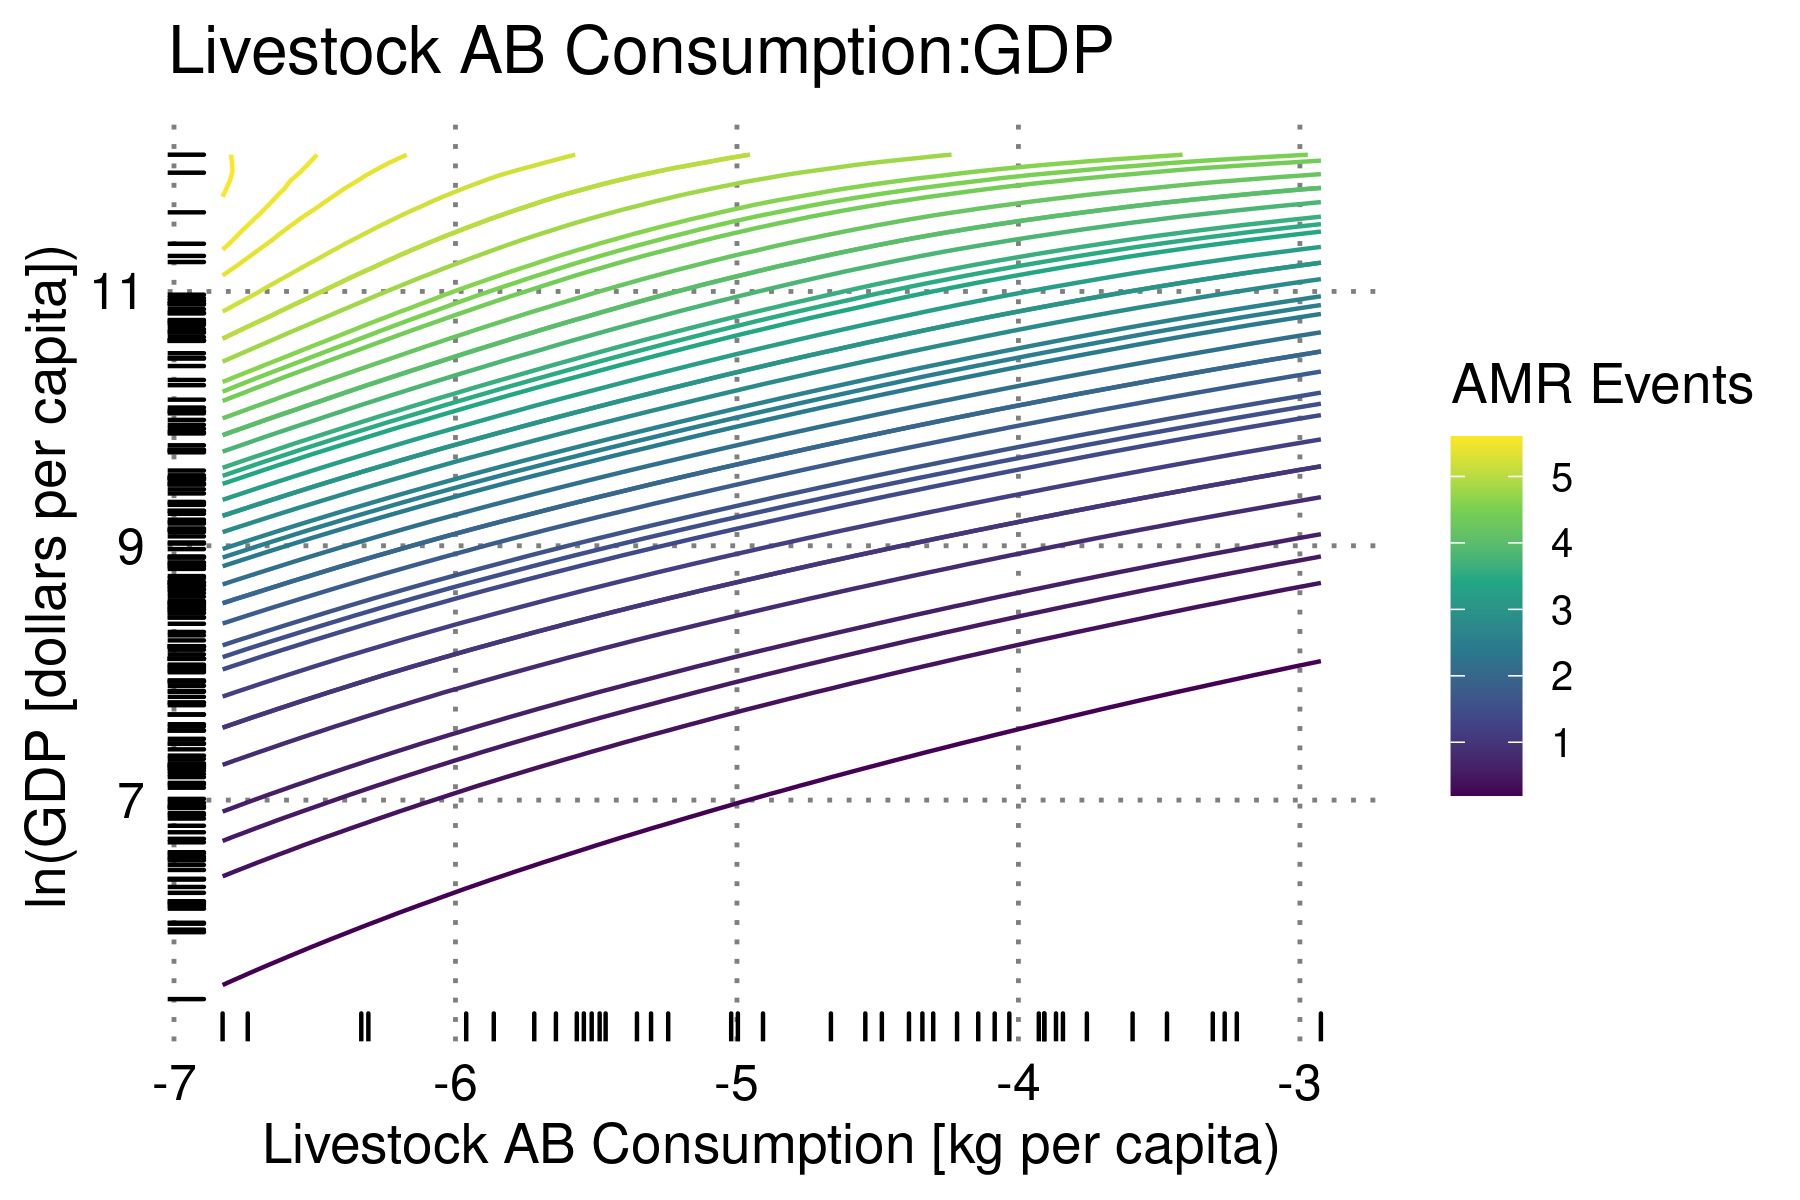 Livestock AB Consumption:GDP
ln(GDP [dollars per capita])
11
9
7
-7 -6 -5 -4 -3
Livestock AB Consumption [kg per capita)
AMR Events
5
4
3
2
1